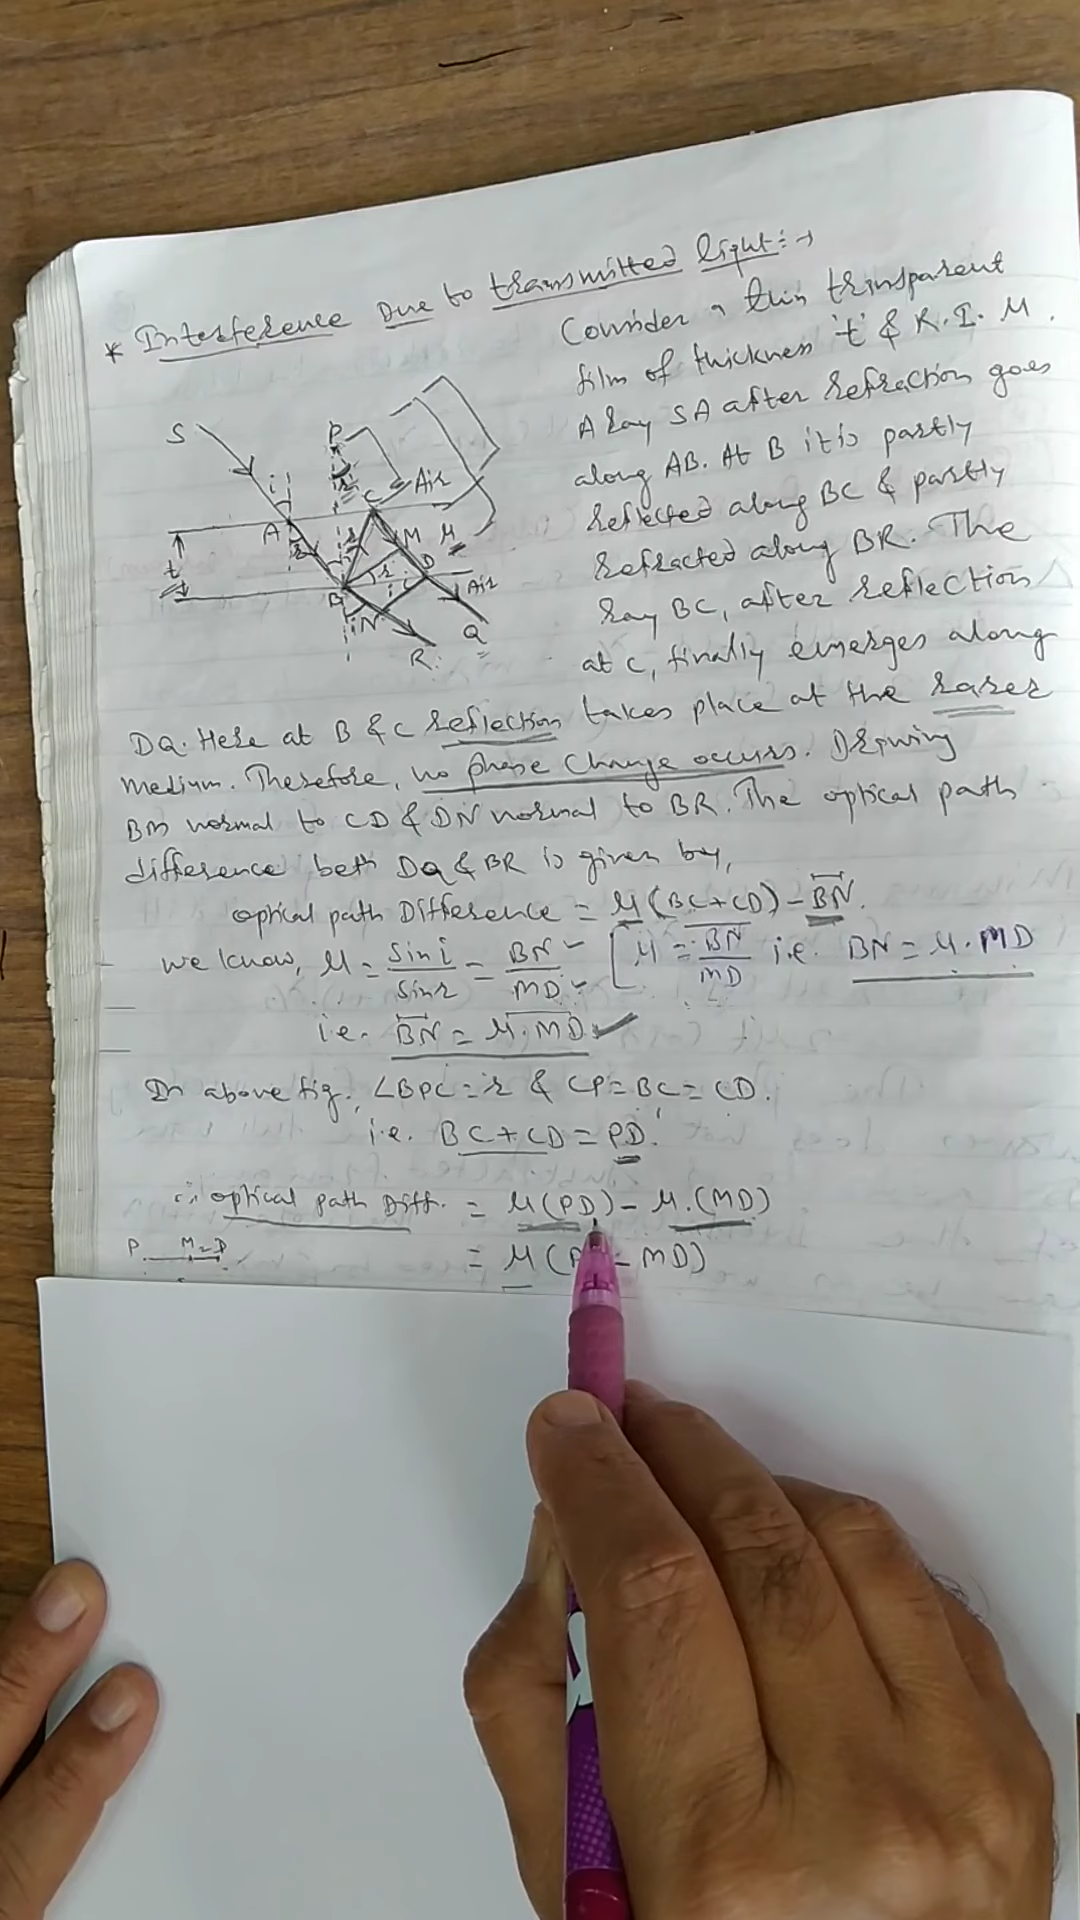 * Interference Due to transmitted light :→
Consider a thin transparent
film of thickness 't' & R.I. μ.
A ray SA after refraction goes
along AB. At B it is partly
reflected along BC & partly
refracted along BR. The
ray BC, after reflection
at C, finally emerges along
S
P
i
r
C
Air
A
r
r
M
μ
t
r
D
B
i
Air
i
N
Q
R
DQ. Here at B & C reflection takes place at the rarer
medium. Therefore, no phase change occurs. Drawing
BM normal to CD & DN normal to BR. The optical path
difference betn DQ & BR is given by,
optical path Difference = μ(BC+CD) - BN.
we know, μ = sin i / sin r = BN / MD [ μ = BN / MD i.e. BN = μ.MD
i.e. BN = μ.MD ✓
In above fig., ∠BPC = r & CP = BC = CD.
i.e. BC + CD = PD.
∴ optical path Diff. = μ(PD) - μ.(MD)
P M D
= μ( - MD)